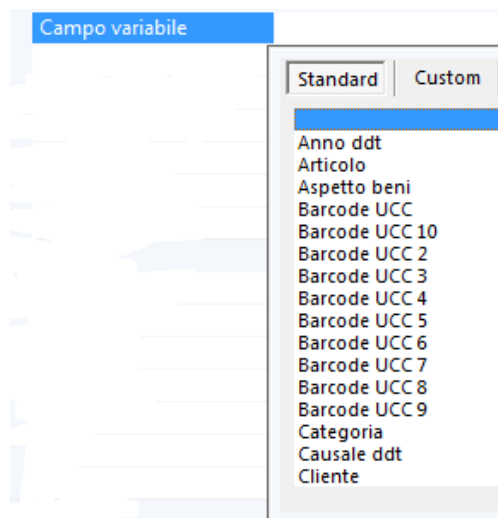 Campo variabile
Standard Custom
Anno ddt
Articolo
Aspetto beni
Barcode UCC
Barcode UCC 10
Barcode UCC 2
Barcode UCC 3
Barcode UCC 4
Barcode UCC 5
Barcode UCC 6
Barcode UCC 7
Barcode UCC 8
Barcode UCC 9
Categoria
Causale ddt
Cliente